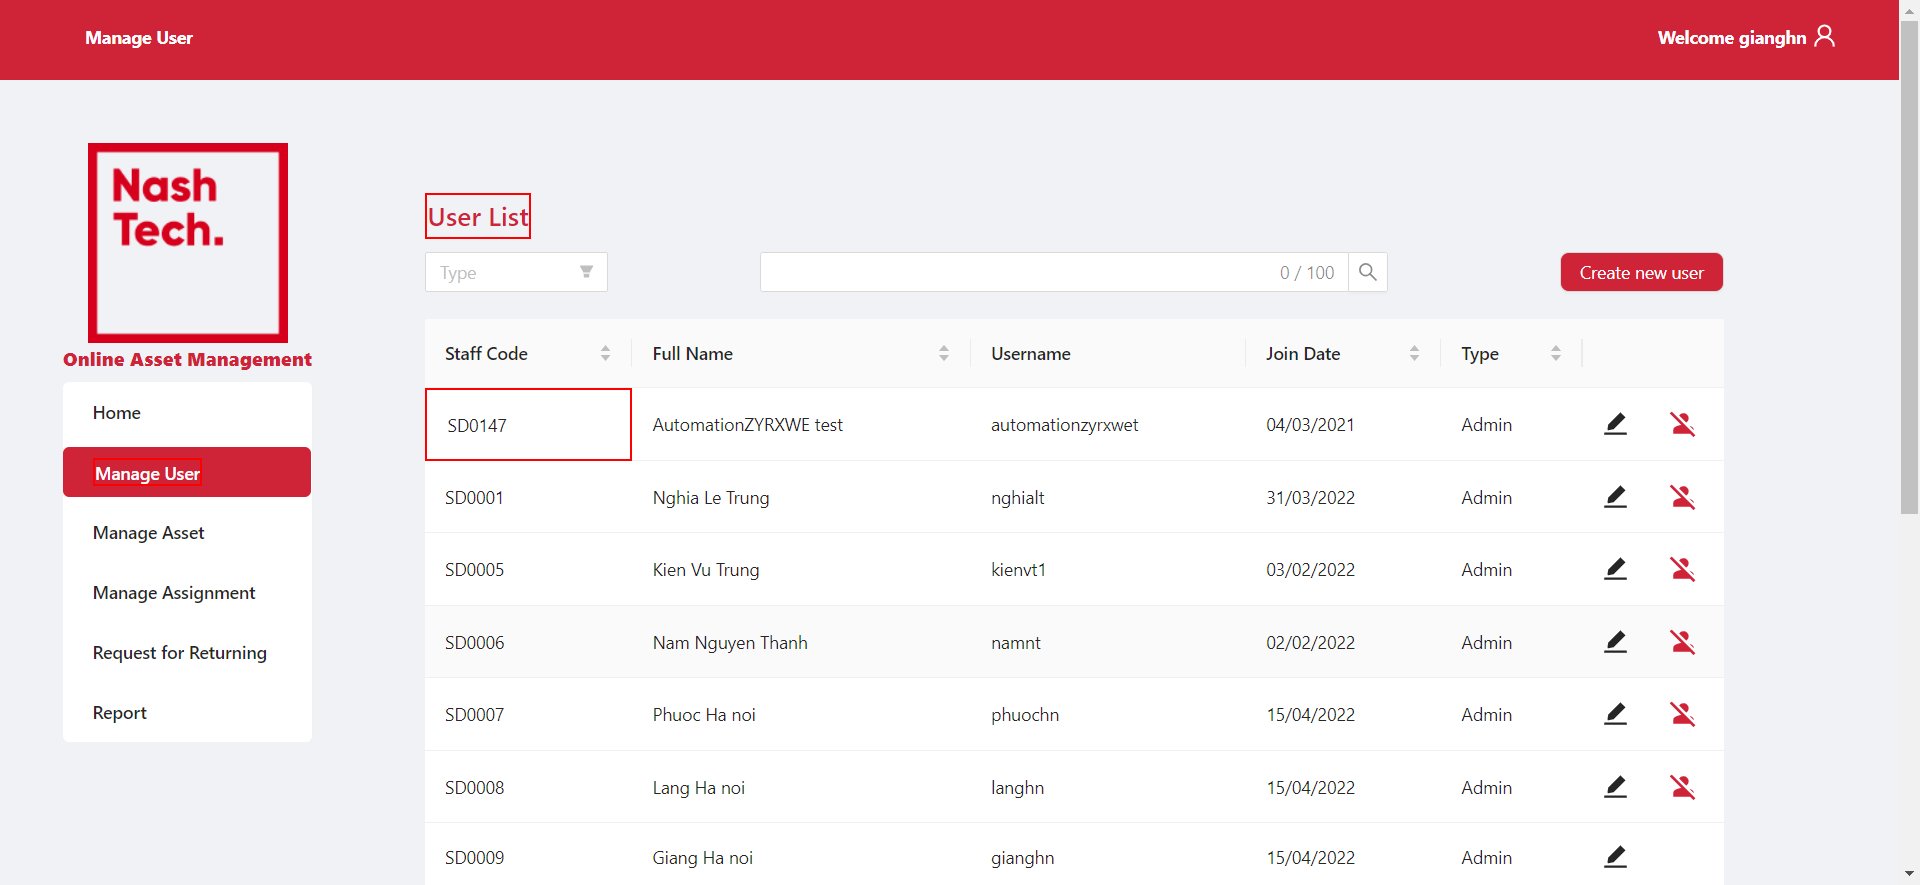 Manage User
Welcome gianghn
Nash
Tech.
Online Asset Management
Home
Manage User
Manage Asset
Manage Assignment
Request for Returning
Report
User List
Type
0 / 100
Create new user
Staff Code Full Name Username Join Date Type
SD0147 AutomationZYRXWE test automationzyrxwet 04/03/2021 Admin
SD0001 Nghia Le Trung nghialt 31/03/2022 Admin
SD0005 Kien Vu Trung kienvt1 03/02/2022 Admin
SD0006 Nam Nguyen Thanh namnt 02/02/2022 Admin
SD0007 Phuoc Ha noi phuochn 15/04/2022 Admin
SD0008 Lang Ha noi langhn 15/04/2022 Admin
SD0009 Giang Ha noi gianghn 15/04/2022 Admin